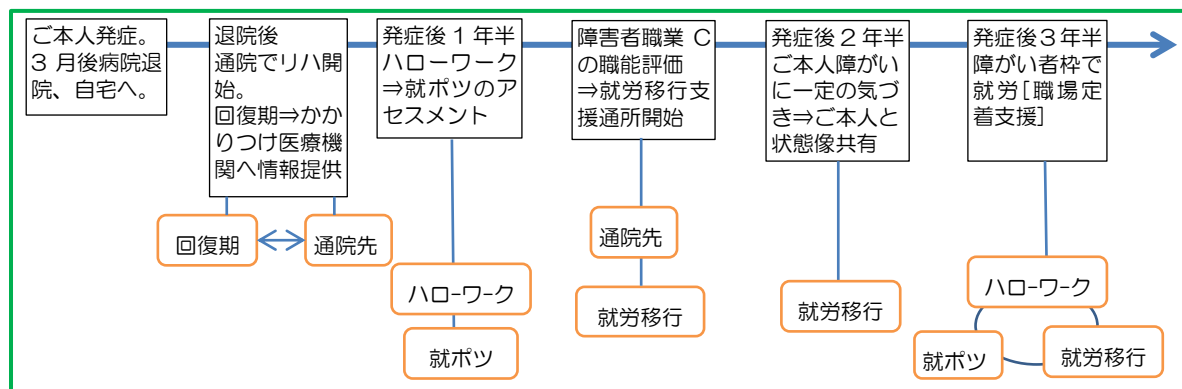 ご本人発症。
3 月後病院退
院、自宅へ。
退院後
通院でリハ開
始。
回復期⇒かか
りつけ医療機
関へ情報提供
発症後 1 年半
ハローワーク
⇒就ポツのア
セスメント
障害者職業 C
の職能評価
⇒就労移行支
援通所開始
発症後 2 年半
ご本人障がい
に一定の気づ
き⇒ご本人と
状態像共有
発症後 3 年半
障がい者枠で
就労[職場定
着支援]
回復期
通院先
ハローワーク
就ポツ
通院先
就労移行
就労移行
ハローワーク
就ポツ
就労移行